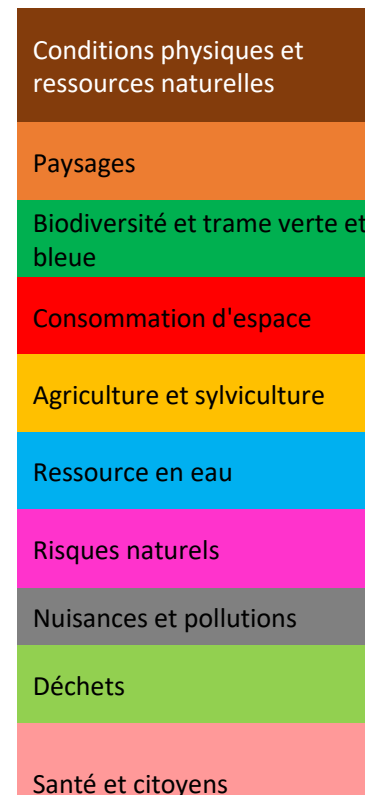 Conditions physiques et
ressources naturelles
Paysages
Biodiversité et trame verte et
bleue
Consommation d'espace
Agriculture et sylviculture
Ressource en eau
Risques naturels
Nuisances et pollutions
Déchets
Santé et citoyens